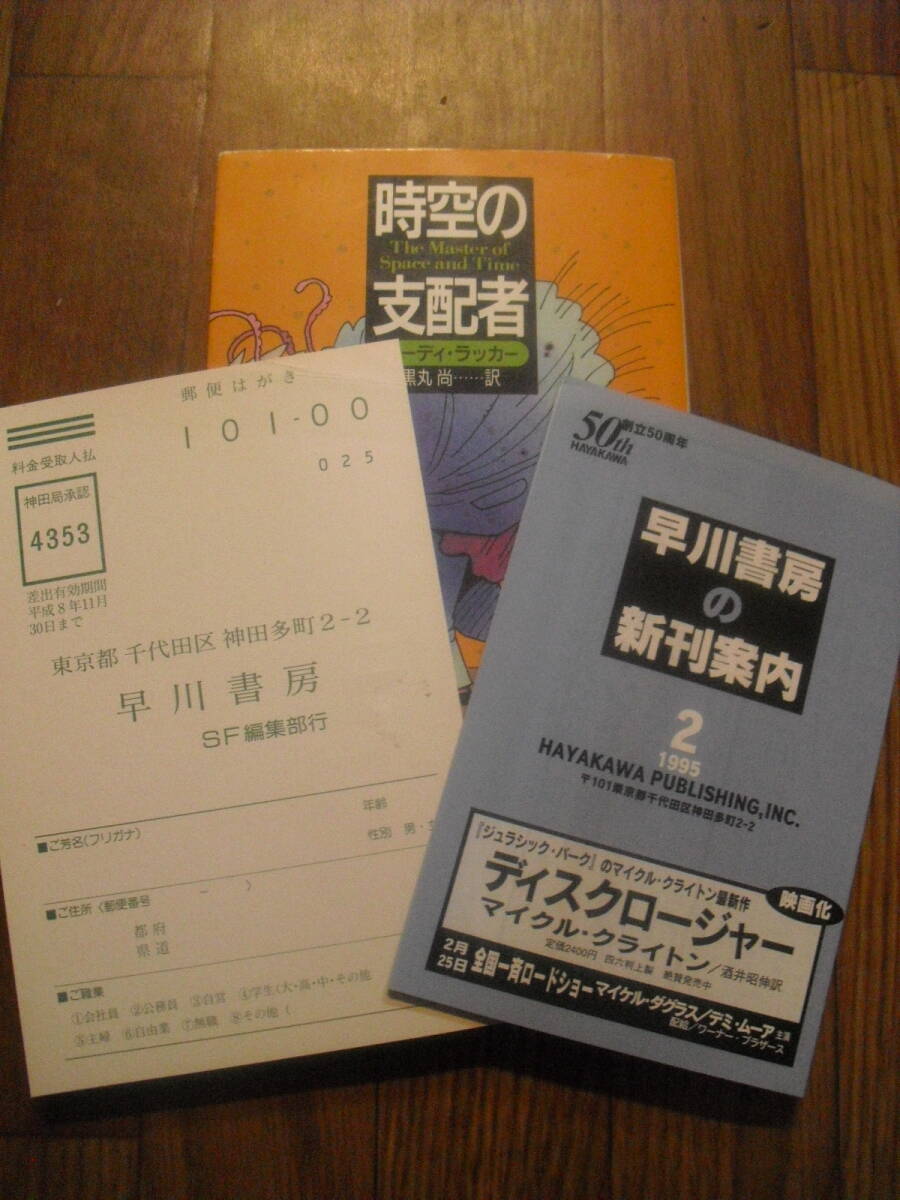 時空の
The Master of
Space and Time
支配者
ーディ・ラッカー
黒丸 尚……訳
郵便はがき
101-00
025
料金受取人払
神田局承認
4353
差出有効期間
平成8年11月
30日まで
東京都 千代田区 神田多町2-2
早川書房
SF編集部行
年齢
■ご芳名(フリガナ)
性別 男・
■ご住所〈郵便番号 － 〉
都府
県道
■ご職業
①会社員 ②公務員 ③自営 ④学生(大・高・中・その他
⑤主婦 ⑥自由業 ⑦無職 ⑧その他(
50th
創立50周年
HAYAKAWA
早川書房
の
新刊案内
2
1995
HAYAKAWA PUBLISHING,INC.
〒101東京都千代田区神田多町2-2
『ジュラシック・パーク』のマイクル・クライトン最新作
映画化
ディスクロージャー
マイクル・クライトン/酒井昭伸訳
定価2400円 四六判上製 絶賛発売中
2月
25日 全国一斉ロードショー マイケル・ダグラス/デミ・ムーア主演
配給/ワーナー・ブラザース